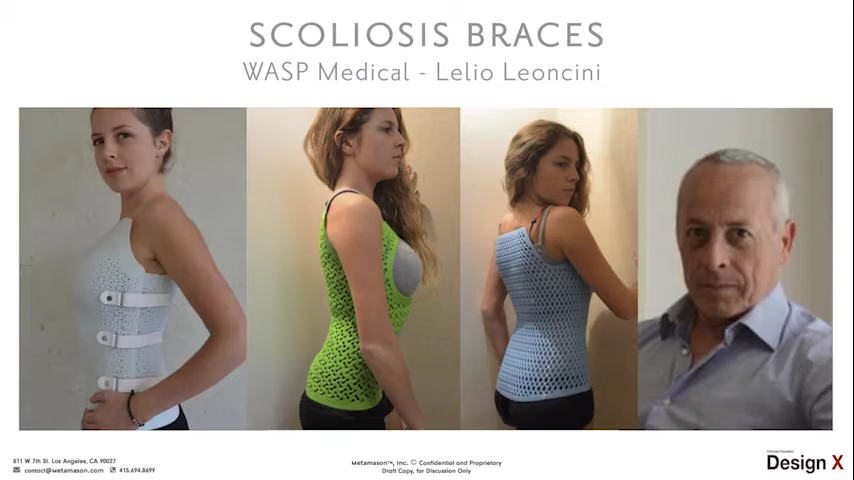 SCOLIOSIS BRACES
WASP Medical - Lelio Leoncini
811 W 7th St. Los Angeles, CA 90027
contact@metamason.com 415.694.8699
Metamason™, Inc. © Confidential and Proprietary
Draft Copy, for Discussion Only
Design X